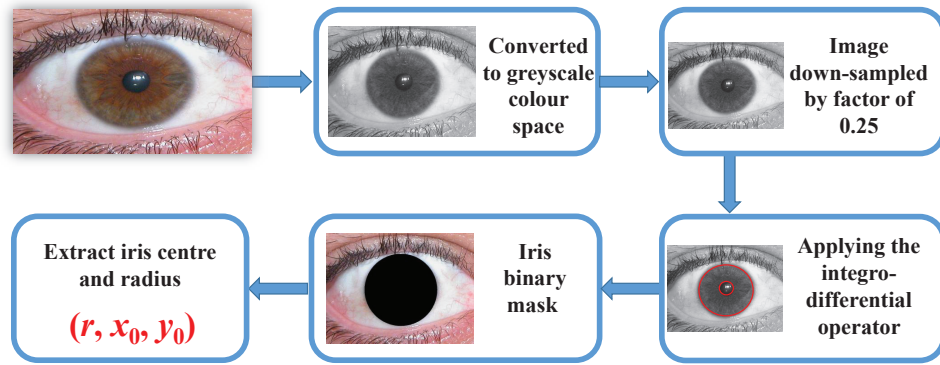 Converted
to greyscale
colour
space
Image
down-sampled
by factor of
0.25
Extract iris centre
and radius
(r, x₀, y₀)
Iris
binary
mask
Applying the
integro-
differential
operator